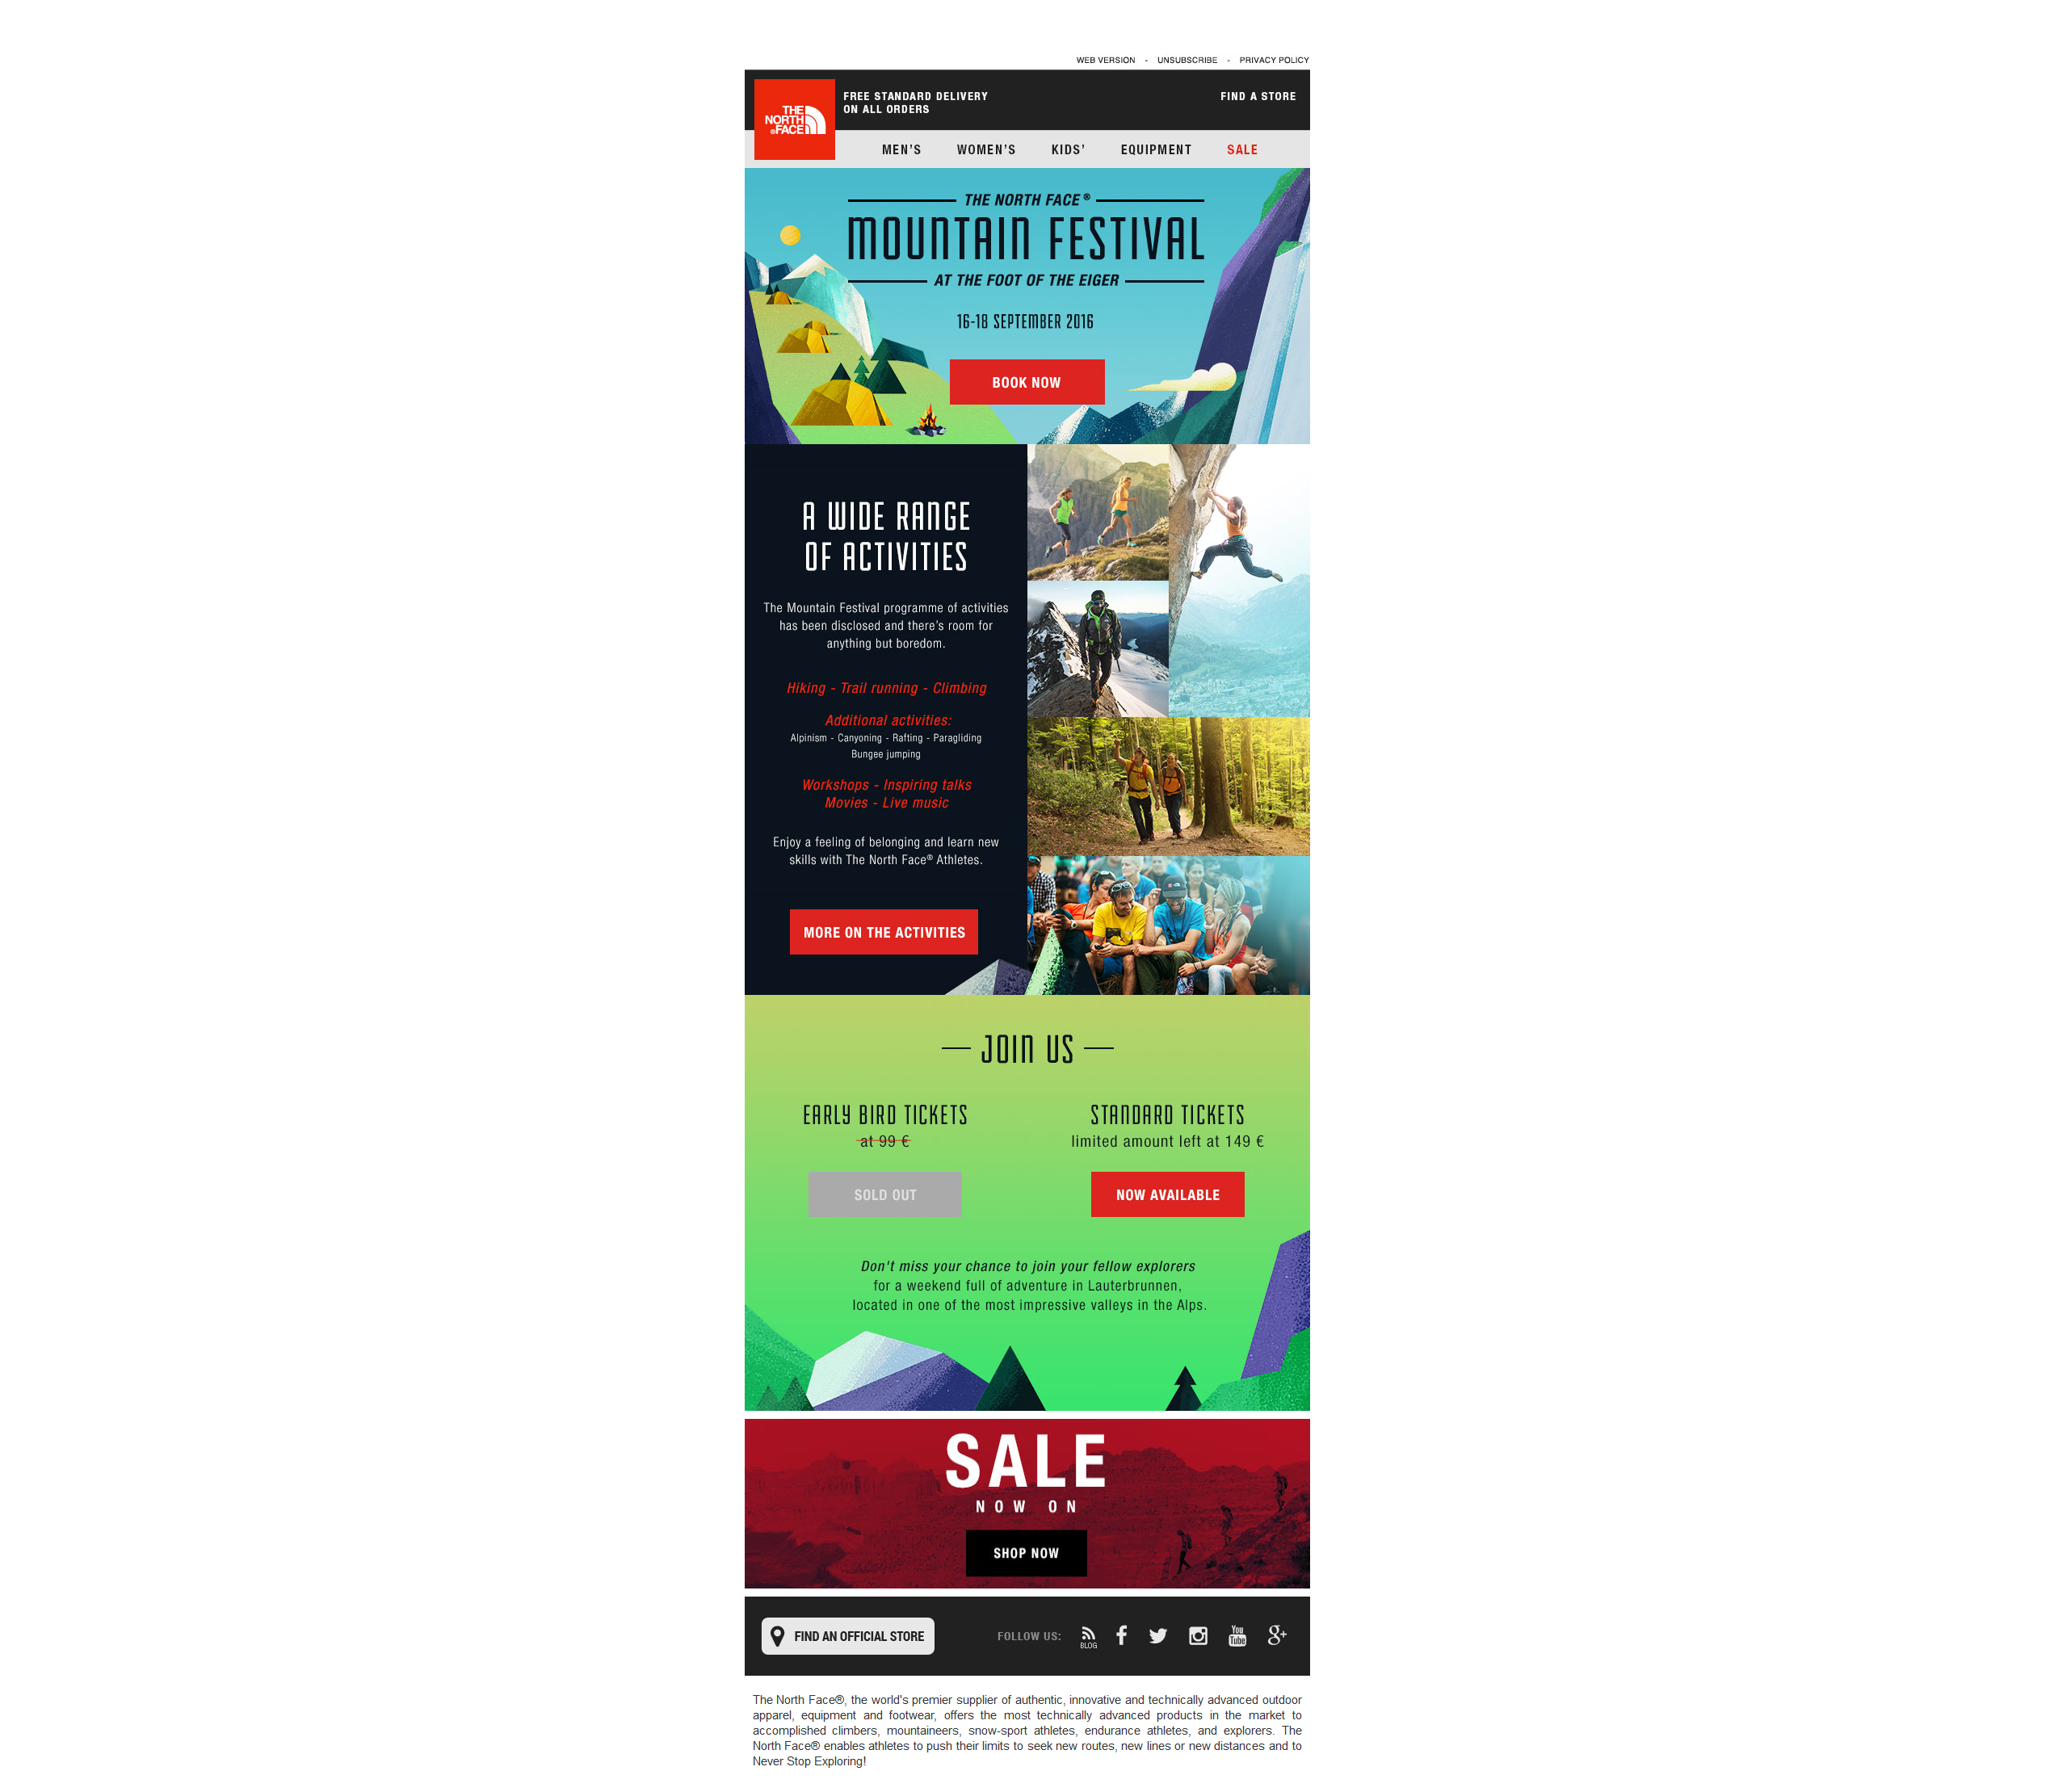 WEB VERSION - UNSUBSCRIBE - PRIVACY POLICY
THE
NORTH
®FACE
FREE STANDARD DELIVERY
ON ALL ORDERS
FIND A STORE
MEN'S WOMEN'S KIDS' EQUIPMENT SALE
THE NORTH FACE®
MOUNTAIN FESTIVAL
AT THE FOOT OF THE EIGER
16-18 SEPTEMBER 2016
BOOK NOW
A WIDE RANGE
OF ACTIVITIES
The Mountain Festival programme of activities
has been disclosed and there's room for
anything but boredom.
Hiking - Trail running - Climbing
Additional activities:
Alpinism - Canyoning - Rafting - Paragliding
Bungee jumping
Workshops - Inspiring talks
Movies - Live music
Enjoy a feeling of belonging and learn new
skills with The North Face® Athletes.
MORE ON THE ACTIVITIES
JOIN US
EARLY BIRD TICKETS
at 99 €
SOLD OUT
STANDARD TICKETS
limited amount left at 149 €
NOW AVAILABLE
Don't miss your chance to join your fellow explorers
for a weekend full of adventure in Lauterbrunnen,
located in one of the most impressive valleys in the Alps.
SALE
NOW ON
SHOP NOW
FIND AN OFFICIAL STORE
FOLLOW US:
BLOG
You
Tube
g+
The North Face®, the world's premier supplier of authentic, innovative and technically advanced outdoor
apparel, equipment and footwear, offers the most technically advanced products in the market to
accomplished climbers, mountaineers, snow-sport athletes, endurance athletes, and explorers. The
North Face® enables athletes to push their limits to seek new routes, new lines or new distances and to
Never Stop Exploring!